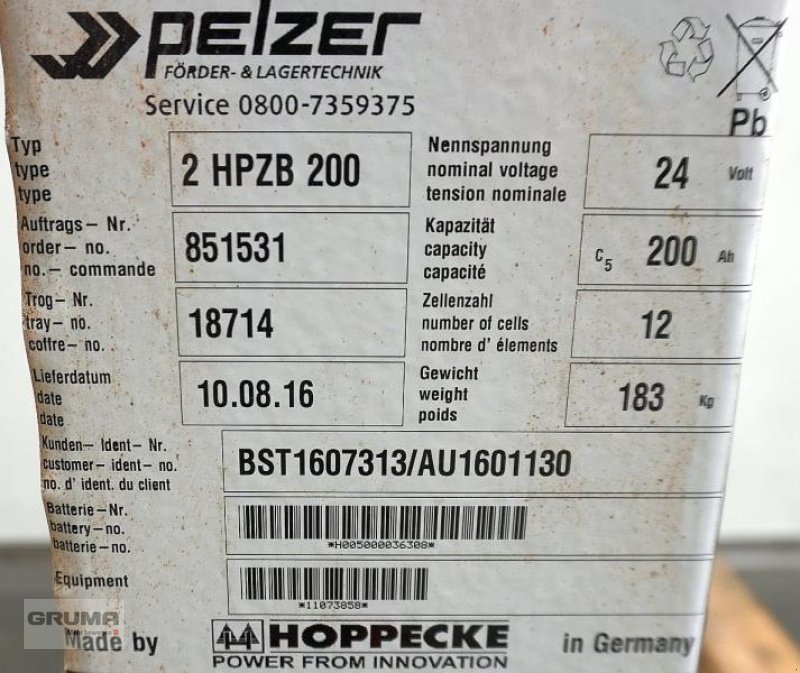 pelzer
FÖRDER- & LAGERTECHNIK
Service 0800-7359375
Pb
Typ
type
type
2 HPZB 200
Nennspannung
nominal voltage
tension nominale
24 Volt
Auftrags-Nr.
order-no.
no.-commande
851531
Kapazität
capacity
capacité
C5 200 Ah
Trog-Nr.
tray-no.
coffre-no.
18714
Zellenzahl
number of cells
nombre d' élements
12
Lieferdatum
date
date
10.08.16
Gewicht
weight
poids
183 Kg
Kunden-Ident-Nr.
customer-ident-no.
no. d' ident. du client
BST1607313/AU1601130
Batterie-Nr.
battery-no.
batterie-no.
*H005000036308*
Equipment
*11073858*
GRUMA
Made by
HOPPECKE
POWER FROM INNOVATION
in Germany